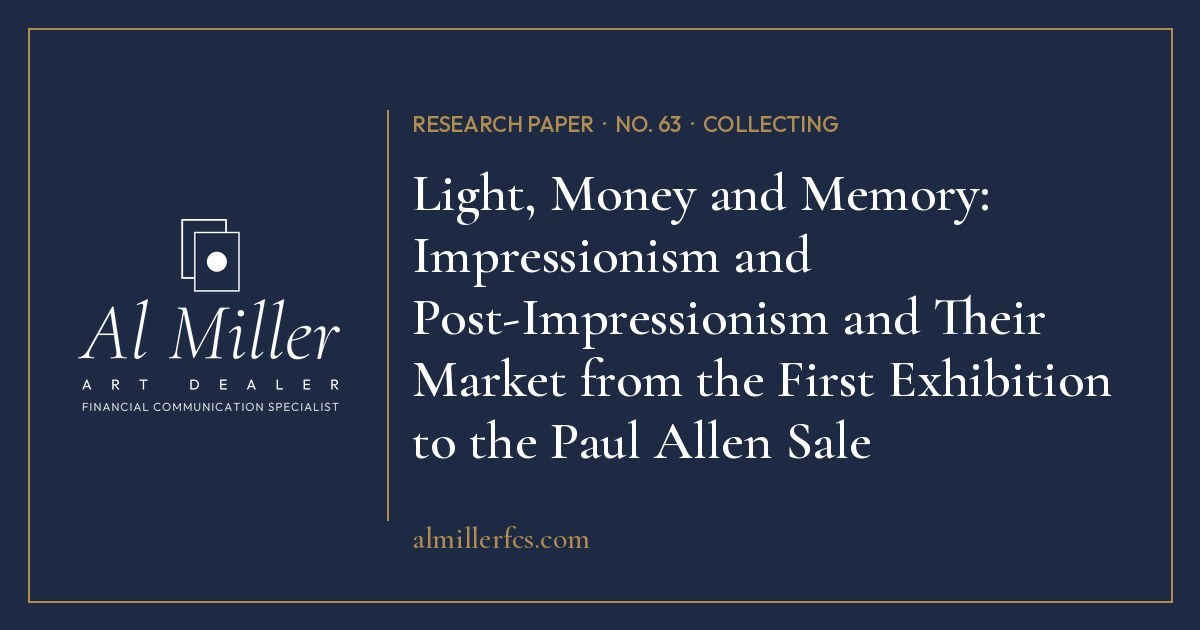 RESEARCH PAPER · NO. 63 · COLLECTING
Light, Money and Memory:
Impressionism and
Post-Impressionism and Their
Market from the First Exhibition
to the Paul Allen Sale
almillerfcs.com
Al Miller
ART DEALER
FINANCIAL COMMUNICATION SPECIALIST